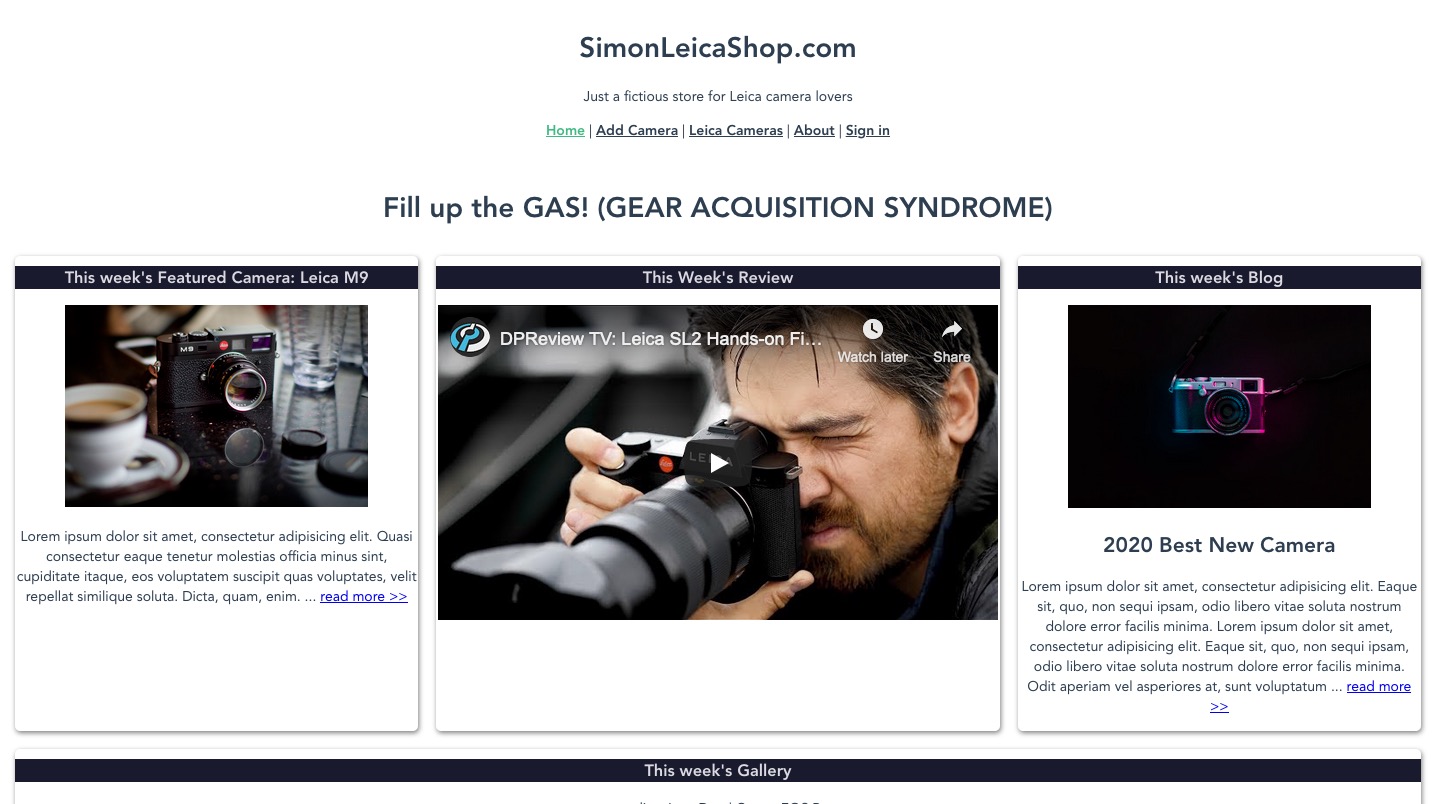 SimonLeicaShop.com
Just a fictious store for Leica camera lovers
Home | Add Camera | Leica Cameras | About | Sign in
Fill up the GAS! (GEAR ACQUISITION SYNDROME)
This week's Featured Camera: Leica M9
M9
Lorem ipsum dolor sit amet, consectetur adipisicing elit. Quasi
consectetur eaque tenetur molestias officia minus sint,
cupiditate itaque, eos voluptatem suscipit quas voluptates, velit
repellat similique soluta. Dicta, quam, enim. ... read more >>
This Week's Review
DPReview TV: Leica SL2 Hands-on Fi...
Watch later
Share
This week's Blog
2020 Best New Camera
Lorem ipsum dolor sit amet, consectetur adipisicing elit. Eaque
sit, quo, non sequi ipsam, odio libero vitae soluta nostrum
dolore error facilis minima. Lorem ipsum dolor sit amet,
consectetur adipisicing elit. Eaque sit, quo, non sequi ipsam,
odio libero vitae soluta nostrum dolore error facilis minima.
Odit aperiam vel asperiores at, sunt voluptatum ... read more
>>
This week's Gallery